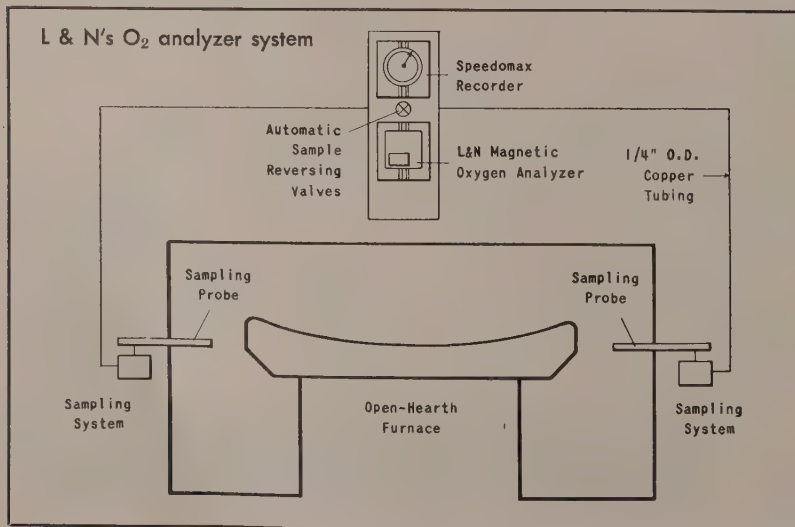 L & N's O₂ analyzer system
Speedomax
Recorder
Automatic
Sample
Reversing
Valves
L&N Magnetic
Oxygen Analyzer
1/4" O.D.
Copper
Tubing
Sampling
Probe
Sampling
Probe
Sampling
System
Open-Hearth
Furnace
Sampling
System